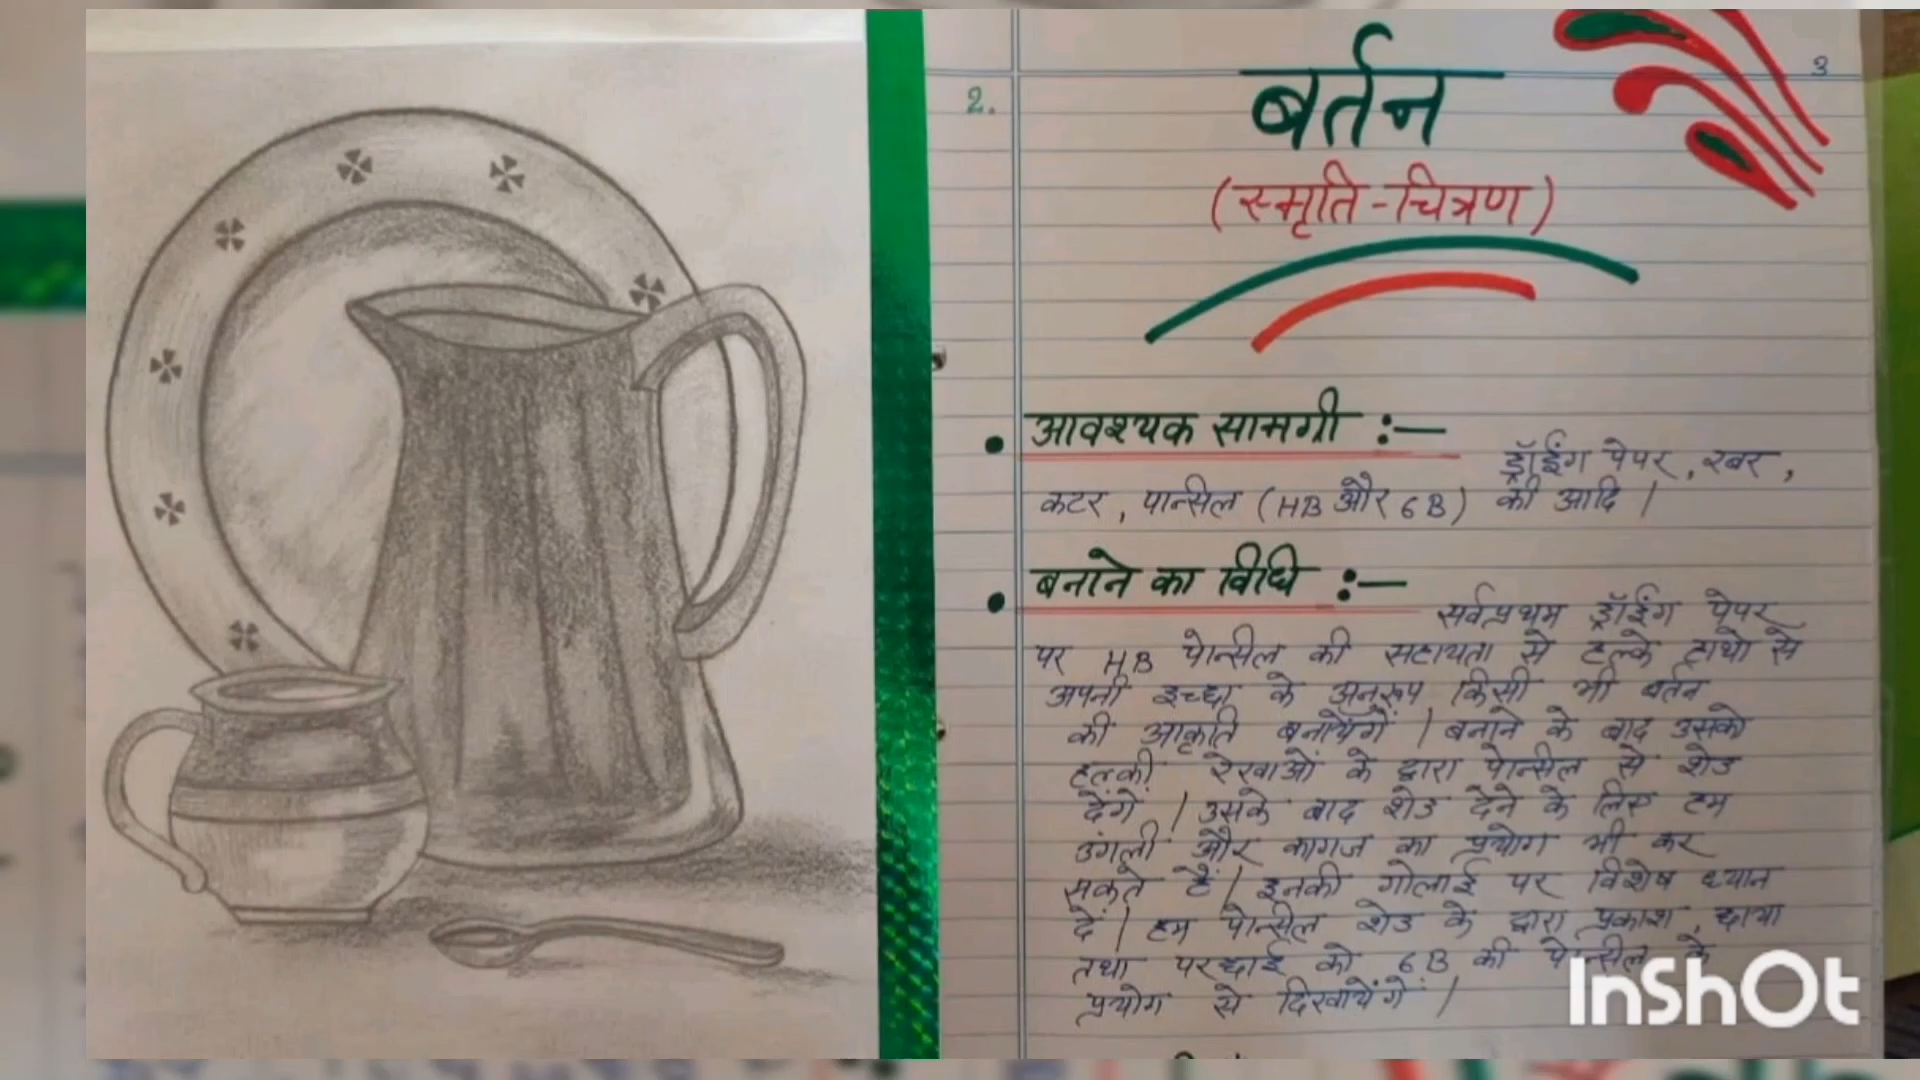 3
2.
बर्तन
(स्मृति-चित्रण)
• आवश्यक सामग्री :—
ड्रॉईंग पेपर, रबर,
कटर, पान्सिल (HB और 6B) की आदि।
• बनाने का विधि :—
सर्वप्रथम ड्रॉईंग पेपर
पर HB पेन्सील की सहायता से हल्के हाथो से
अपनी इच्छा के अनुरूप किसी भी बर्तन
की आकृति बनायेंगें। बनाने के बाद उसको
हल्की रेखाओं के द्वारा पेन्सील से शेड
देंगें। उसके बाद शेड देने के लिए हम
उंगली और कागज का प्रयोग भी कर
सकते हैं। इनकी गोलाई पर विशेष ध्यान
दें। हम पेन्सील शेड के द्वारा प्रकाश, छाया
तथा परछाई को 6B की पेन्सील के
प्रयोग से दिखायेंगें।
InShOt